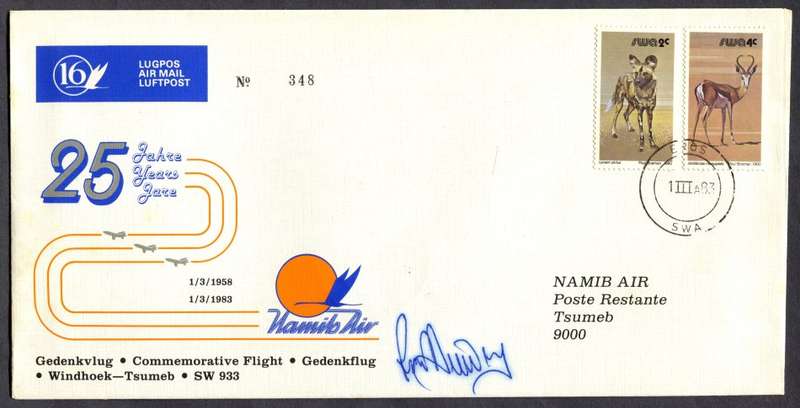 16
LUGPOS
AIR MAIL
LUFTPOST
Nº 348
swa 2c
swa 4c
25 Jahre
Years
Jare
EROS
1 III 83
SWA
1/3/1958
1/3/1983
Namib Air
NAMIB AIR
Poste Restante
Tsumeb
9000
Gedenkvlug • Commemorative Flight • Gedenkflug
• Windhoek—Tsumeb • SW 933